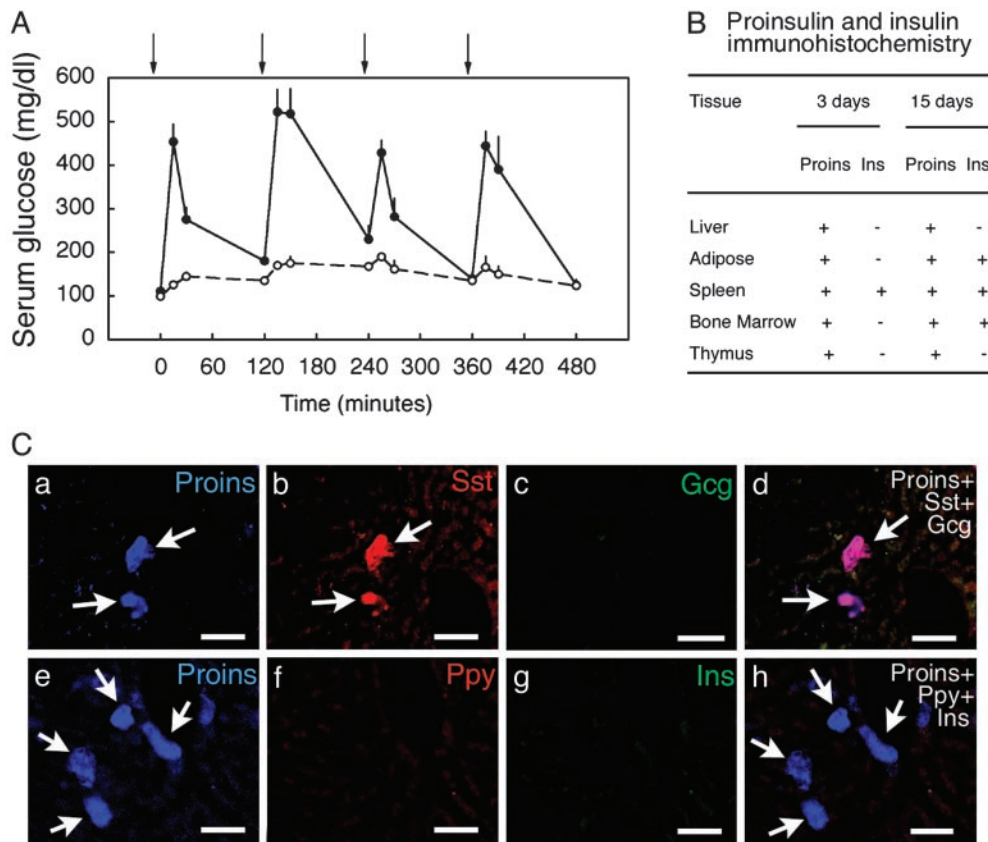 A
Serum glucose (mg/dl)
600
500
400
300
200
100
0
0 60 120 180 240 300 360 420 480
Time (minutes)
B Proinsulin and insulin
immunohistochemistry
Tissue 3 days 15 days
Proins Ins Proins Ins
Liver + - + -
Adipose + - + +
Spleen + + + +
Bone Marrow + - + +
Thymus + - + -
C
a Proins
b Sst
c Gcg
d Proins+
Sst+
Gcg
e Proins
f Ppy
g Ins
h Proins+
Ppy+
Ins